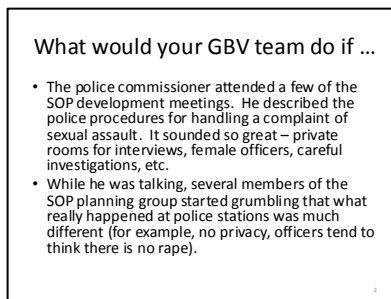 What would your GBV team do if …
• The police commissioner attended a few of the
SOP development meetings.  He described the
police procedures for handling a complaint of
sexual assault.  It sounded so great – private
rooms for interviews, female officers, careful
investigations, etc.
• While he was talking, several members of the
SOP planning group started grumbling that what
really happened at police stations was much
different (for example, no privacy, officers tend to
think there is no rape).
2